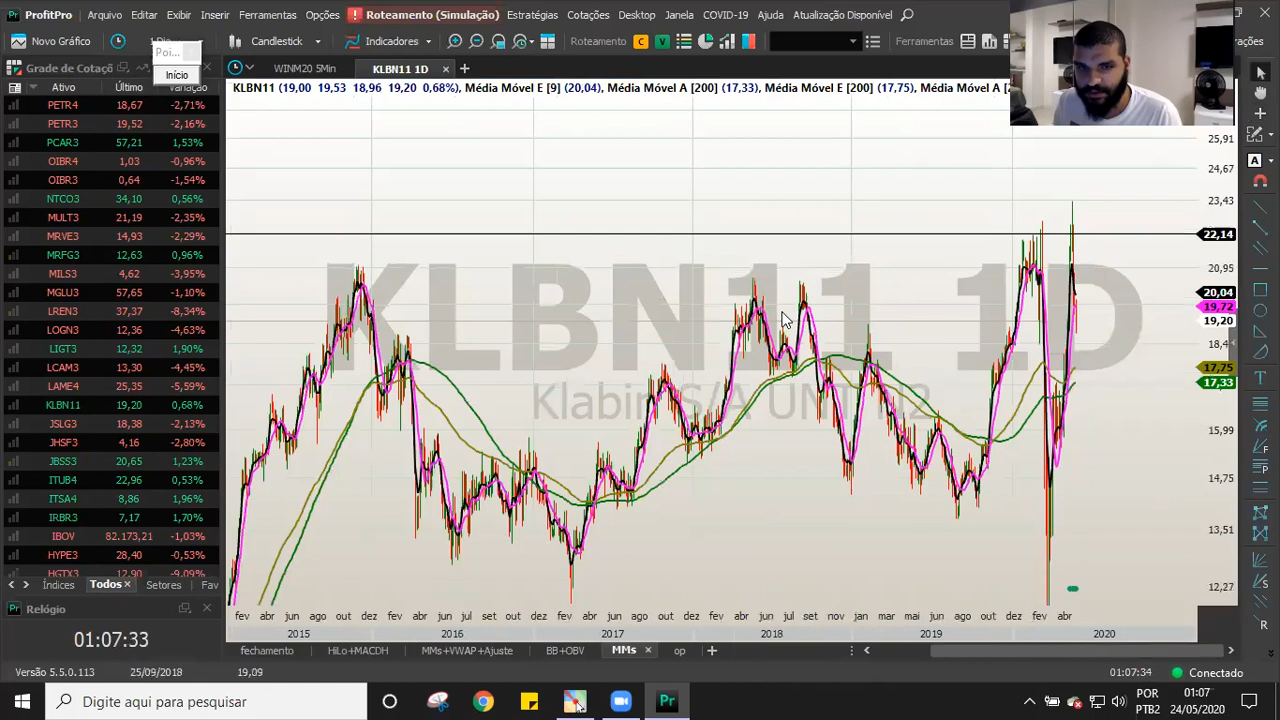 ProfitPro Arquivo Editar Exibir Inserir Ferramentas Opções Roteamento (Simulação) Estratégias Cotações Desktop Janela COVID-19 Ajuda Atualização Disponível
Novo Gráfico 1 Dia Candlestick Indicadores Roteamento C V Ferramentas
Poi...
Início
Grade de Cotaçõ
WINM20 5Min KLBN11 1D
Ativo Último Variação
KLBN11 (19,00 19,53 18,96 19,20 0,68%), Média Móvel E [9] (20,04), Média Móvel A [200] (17,33), Média Móvel E [200] (17,75), Média Móvel A [2
PETR4 18,67 -2,71%
PETR3 19,52 -2,16%
PCAR3 57,21 1,53%
OIBR4 1,03 -0,96%
OIBR3 0,64 -1,54%
NTCO3 34,10 0,56%
MULT3 21,19 -2,35%
MRVE3 14,93 -2,29%
MRFG3 12,63 0,96%
MILS3 4,62 -3,95%
MGLU3 57,65 -1,10%
LREN3 37,37 -8,34%
LOGN3 12,36 -4,63%
LIGT3 12,32 1,90%
LCAM3 13,30 -4,45%
LAME4 25,35 -5,59%
KLBN11 19,20 0,68%
JSLG3 18,38 -2,13%
JHSF3 4,16 -2,80%
JBSS3 20,65 1,23%
ITUB4 22,96 0,53%
ITSA4 8,86 1,96%
IRBR3 7,17 1,70%
IBOV 82.173,21 -1,03%
HYPE3 28,40 -0,53%
HGTX3 12,90 -9,09%
KLBN11 1D
Klabin S/A UNT N2
25,91
24,67
23,43
22,14
20,95
20,04
19,72
19,20
18,4
17,75
17,33
15,99
14,75
13,51
12,27
Índices Todos Setores Fav
fev abr jun ago out dez fev abr jul set out dez fev abr jun ago out dez fev abr jun jul set nov jan mar mai jun ago out dez fev abr
2015 2016 2017 2018 2019 2020
Relógio
01:07:33
fechamento HiLo+MACDH MMs+VWAP+Ajuste BB+OBV MMs op
Versão 5.5.0.113 25/09/2018 19,09 01:07:34 Conectado
Digite aqui para pesquisar
POR
PTB2
01:07
24/05/2020